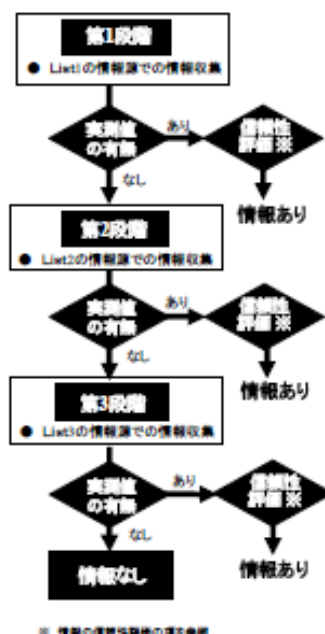 第1段階
● List1の情報源での情報収集
実測値
の有無
あり
信頼性
評価※
なし
情報あり
第2段階
● List2の情報源での情報収集
実測値
の有無
あり
信頼性
評価※
なし
情報あり
第3段階
● List3の情報源での情報収集
実測値
の有無
あり
信頼性
評価※
なし
情報あり
情報なし
※ 情報の信頼性